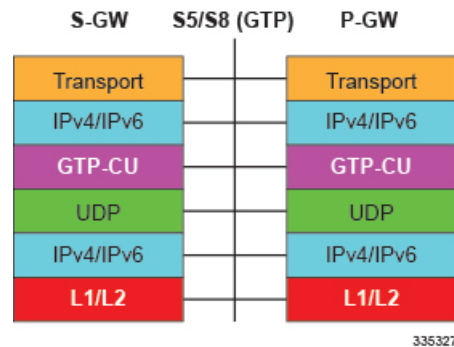 S-GW S5/S8 (GTP) P-GW
Transport Transport
IPv4/IPv6 IPv4/IPv6
GTP-CU GTP-CU
UDP UDP
IPv4/IPv6 IPv4/IPv6
L1/L2 L1/L2
335327